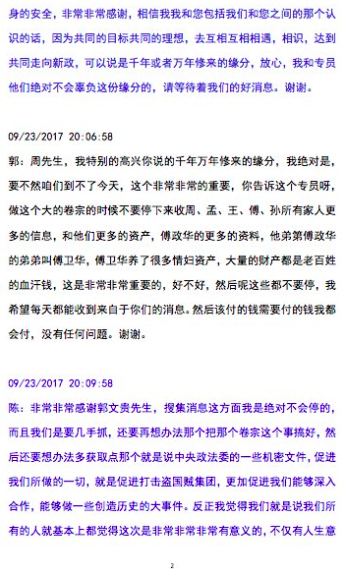 身的安全，非常非常感谢，相信我我和您包括我们和您之间的那个认
识的话，因为共同的目标共同的理想，去互相互相相遇，相识，达到
共同走向新政，可以说是千年或者万年修来的缘分，放心，我和专员
他们绝对不会辜负这份缘分的，请等待着我们的好消息。谢谢。
09/23/2017 20:06:58
郭：周先生，我特别的高兴你说的千年万年修来的缘分，我绝对是，
要不然咱们到不了今天，这个非常非常的重要，你告诉这个专员呀，
做这个大的卷宗的时候不要停下来收周、孟、王、傅、孙所有家人更
多的信息，和他们更多的资产，傅政华的更多的资料，他弟弟傅政华
的弟弟叫傅卫华，傅卫华养了很多情妇资产，大量的财产都是老百姓
的血汗钱，这是非常非常重要的，好不好，然后呢这些都不要停，我
希望每天都能收到来自于你们的消息。然后该付的钱需要付的钱我都
会付，没有任何问题。谢谢。
09/23/2017 20:09:58
陈：非常非常感谢郭文贵先生，搜集消息这方面我是绝对不会停的，
而且我们是要几手抓，还要再想办法那个把那个卷宗这个事搞好，然
后还要想办法多获取点那个就是说中央政法委的一些机密文件，促进
我们所做的一切，就是促进打击盗国贼集团，更加促进我们能够深入
合作，能够做一些创造历史的大事件。反正我觉得我们就是说我们所
有的人就基本上都觉得这次是非常非常非常有意义的，不仅有人生意
2